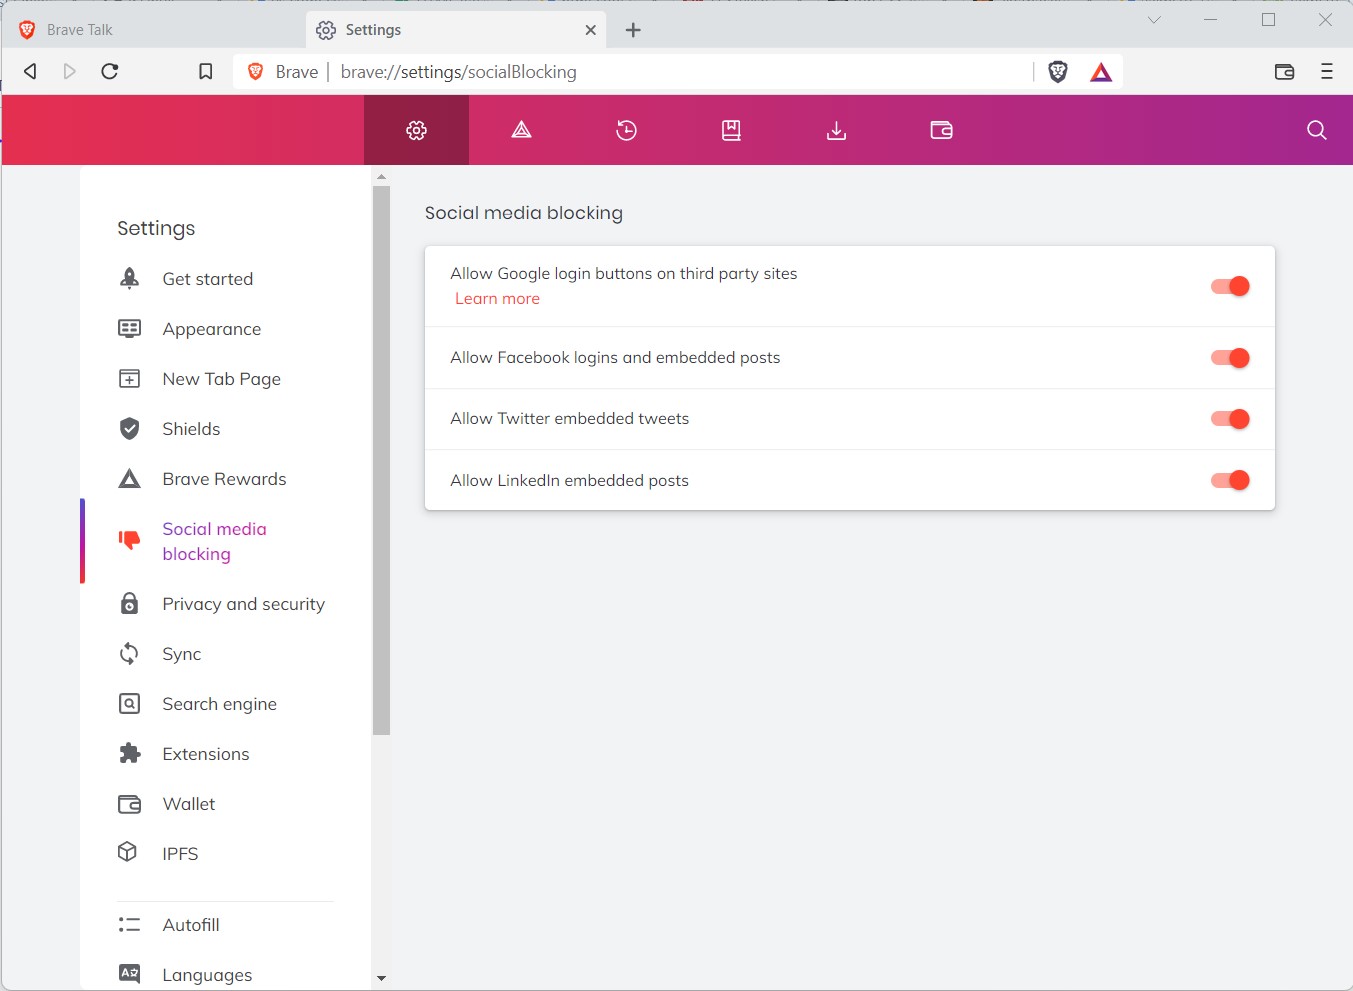 Brave Talk
Settings
Brave | brave://settings/socialBlocking
Settings
Get started
Appearance
New Tab Page
Shields
Brave Rewards
Social media
blocking
Privacy and security
Sync
Search engine
Extensions
Wallet
IPFS
Autofill
Languages
Social media blocking
Allow Google login buttons on third party sites
Learn more
Allow Facebook logins and embedded posts
Allow Twitter embedded tweets
Allow LinkedIn embedded posts